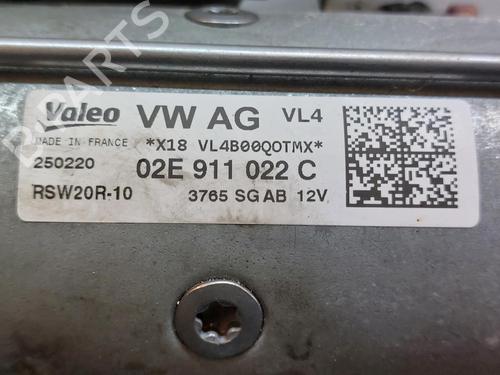 Valeo VW AG VL4
MADE IN FRANCE *X18 VL4B00QOTMX*
250220 02E 911 022 C
RSW20R-10 3765 SG AB 12V